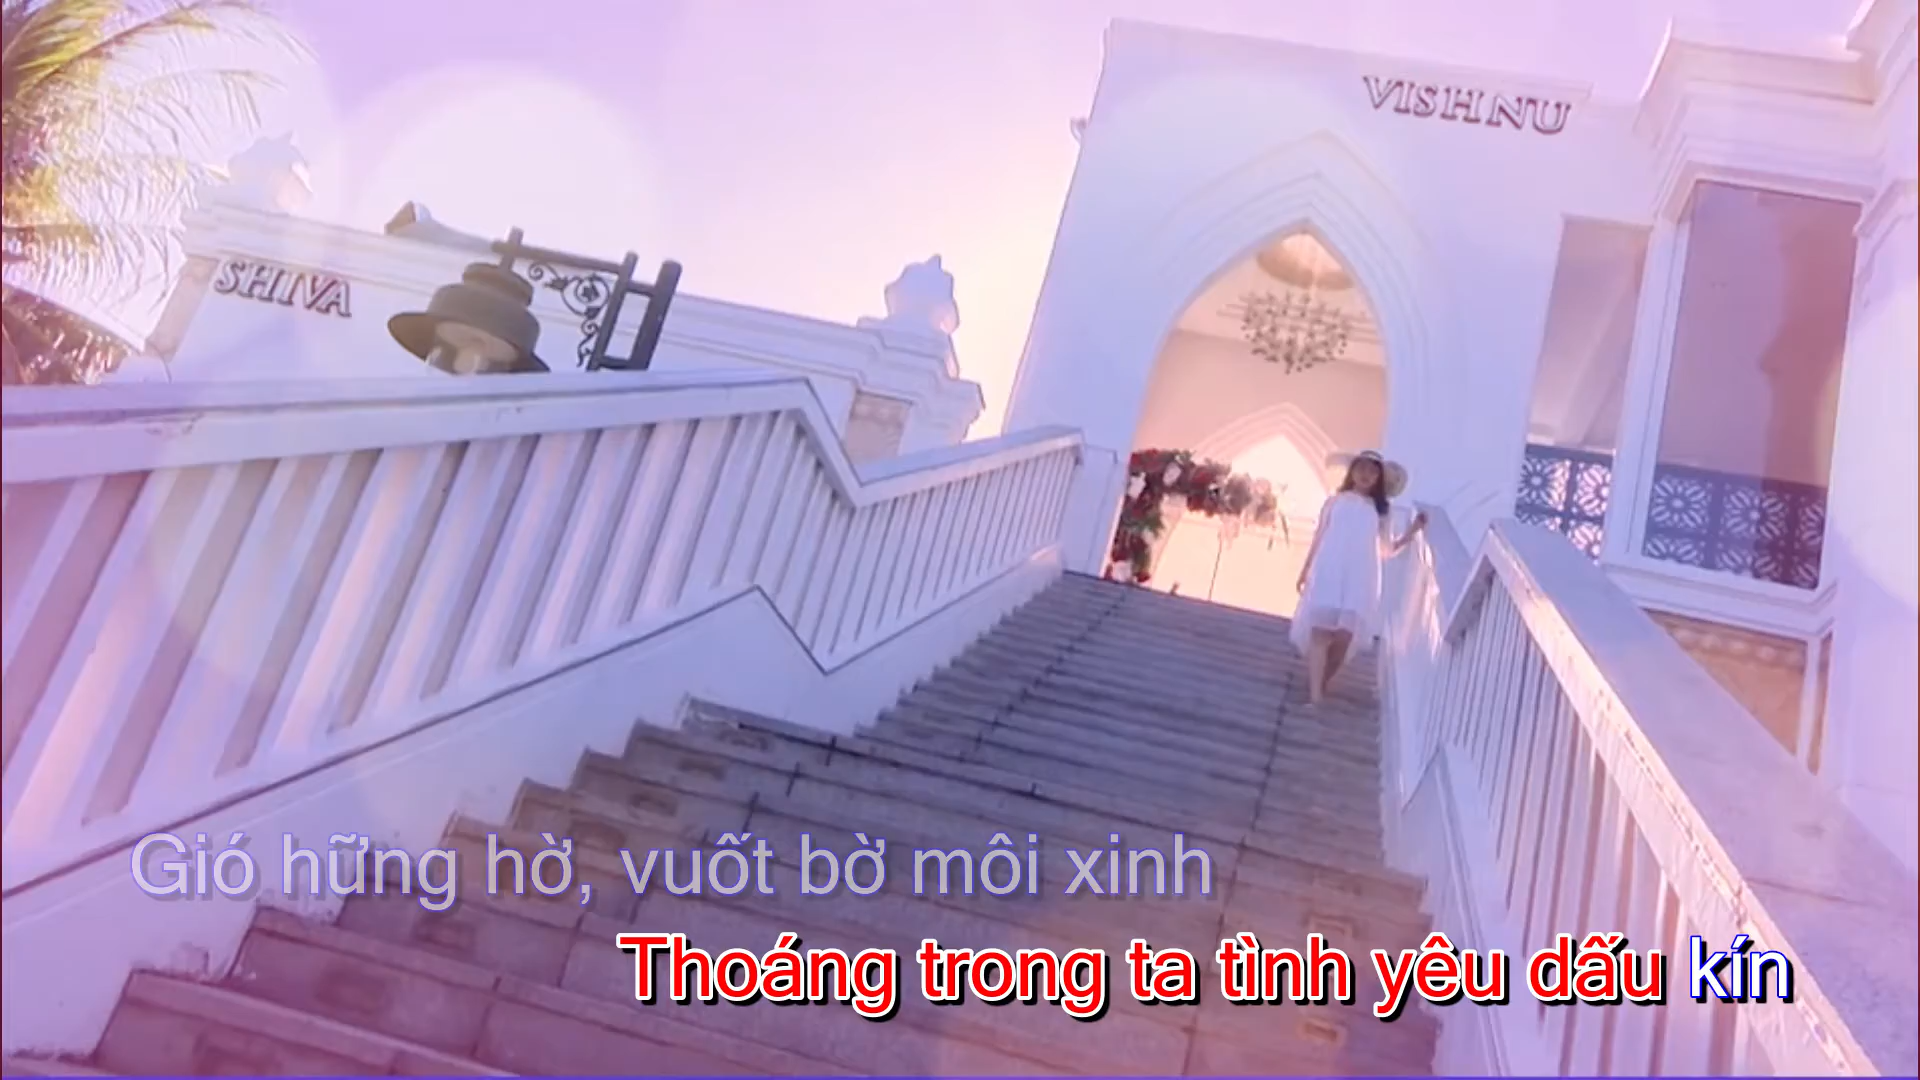 VISHNU
SHIVA
Gió hững hờ, vuốt bờ môi xinh
Thoáng trong ta tình yêu dấu kín